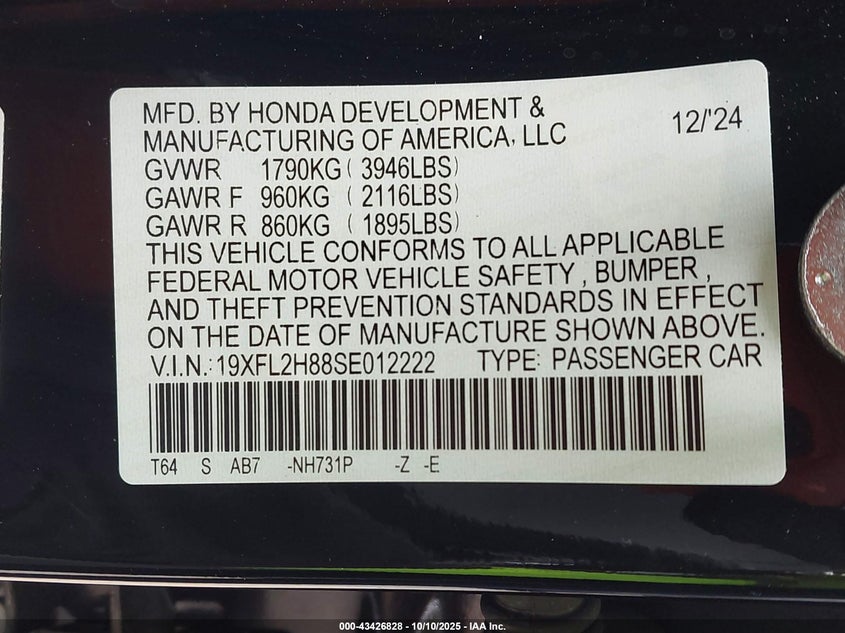 MFD. BY HONDA DEVELOPMENT &
MANUFACTURING OF AMERICA, LLC
12/'24
GVWR 1790KG ( 3946LBS)
GAWR F 960KG ( 2116LBS)
GAWR R 860KG ( 1895LBS)
THIS VEHICLE CONFORMS TO ALL APPLICABLE
FEDERAL MOTOR VEHICLE SAFETY , BUMPER ,
AND THEFT PREVENTION STANDARDS IN EFFECT
ON THE DATE OF MANUFACTURE SHOWN ABOVE.
V.I.N.: 19XFL2H88SE012222 TYPE: PASSENGER CAR
T64 S AB7 -NH731P -Z -E
000-43426828 - 10/10/2025 - IAA Inc.